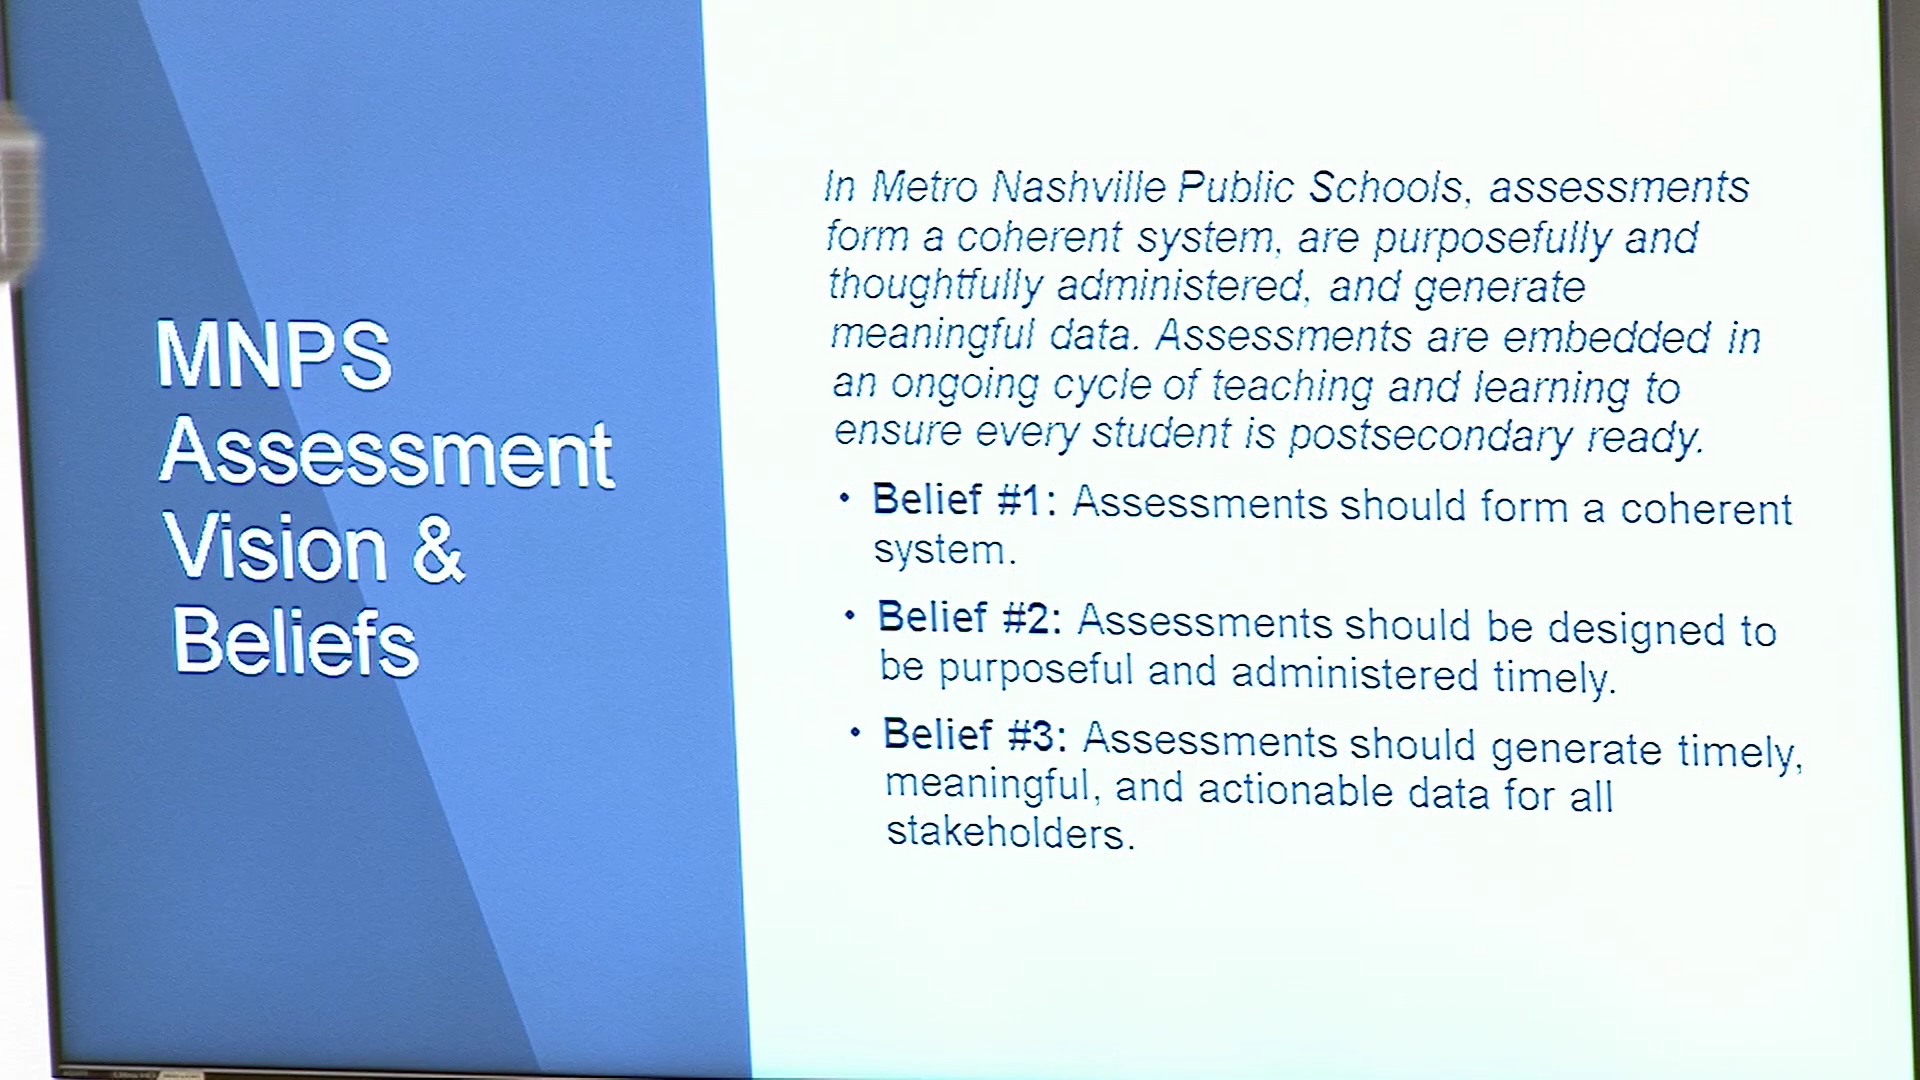 MNPS
Assessment
Vision &
Beliefs
In Metro Nashville Public Schools, assessments
form a coherent system, are purposefully and
thoughtfully administered, and generate
meaningful data. Assessments are embedded in
an ongoing cycle of teaching and learning to
ensure every student is postsecondary ready.
• Belief #1: Assessments should form a coherent
system.
• Belief #2: Assessments should be designed to
be purposeful and administered timely.
• Belief #3: Assessments should generate timely,
meaningful, and actionable data for all
stakeholders.